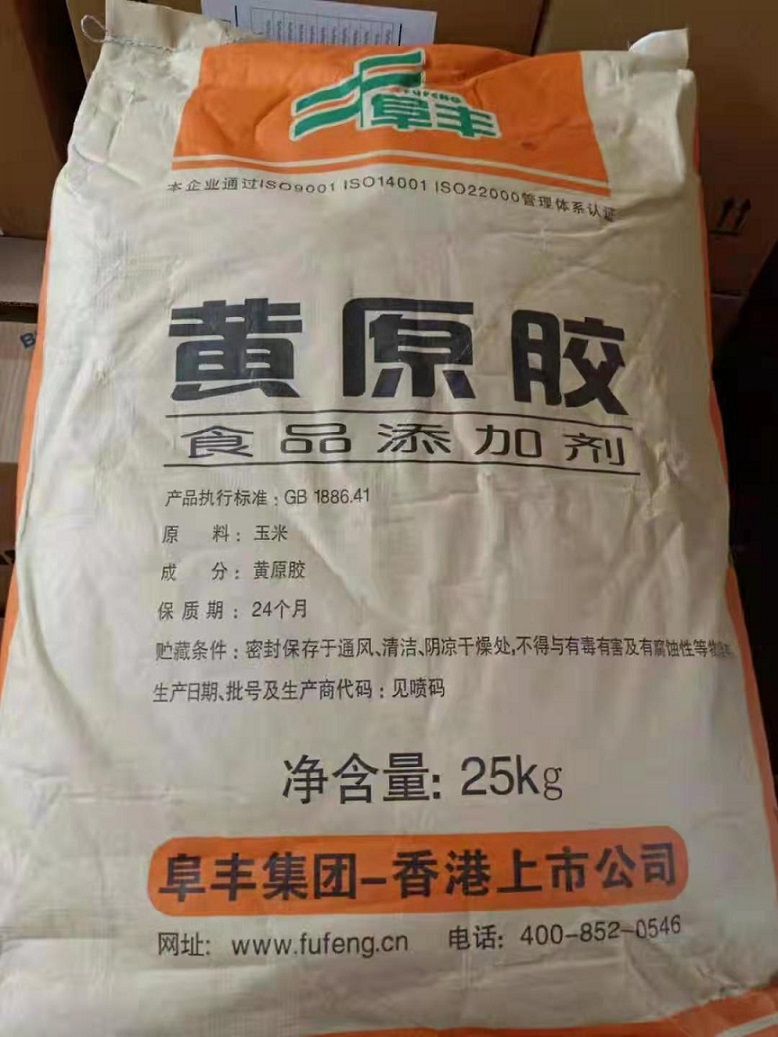 FUFENG
阜丰
本企业通过ISO9001 ISO14001 ISO22000管理体系认证
黄原胶
食品添加剂
产品执行标准：GB 1886.41
原 料：玉米
成 分：黄原胶
保质期：24个月
贮藏条件：密封保存于通风、清洁、阴凉干燥处,不得与有毒有害及有腐蚀性等物
生产日期、批号及生产商代码：见喷码
净含量: 25kg
阜丰集团-香港上市公司
网址: www.fufeng.cn 电话: 400-852-0546